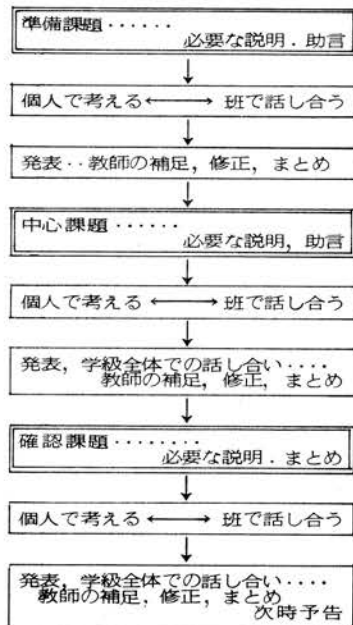 準備課題‥‥‥
必要な説明．助言
個人で考える⟷班で話し合う
発表‥教師の補足，修正，まとめ
中心課題‥‥‥
必要な説明，助言
個人で考える⟷班で話し合う
発表，学級全体での話し合い‥‥
教師の補足，修正，まとめ
確認課題‥‥‥‥
必要な説明．まとめ
個人で考える⟷班で話し合う
発表，学級全体での話し合い‥‥
教師の補足，修正，まとめ
次時予告